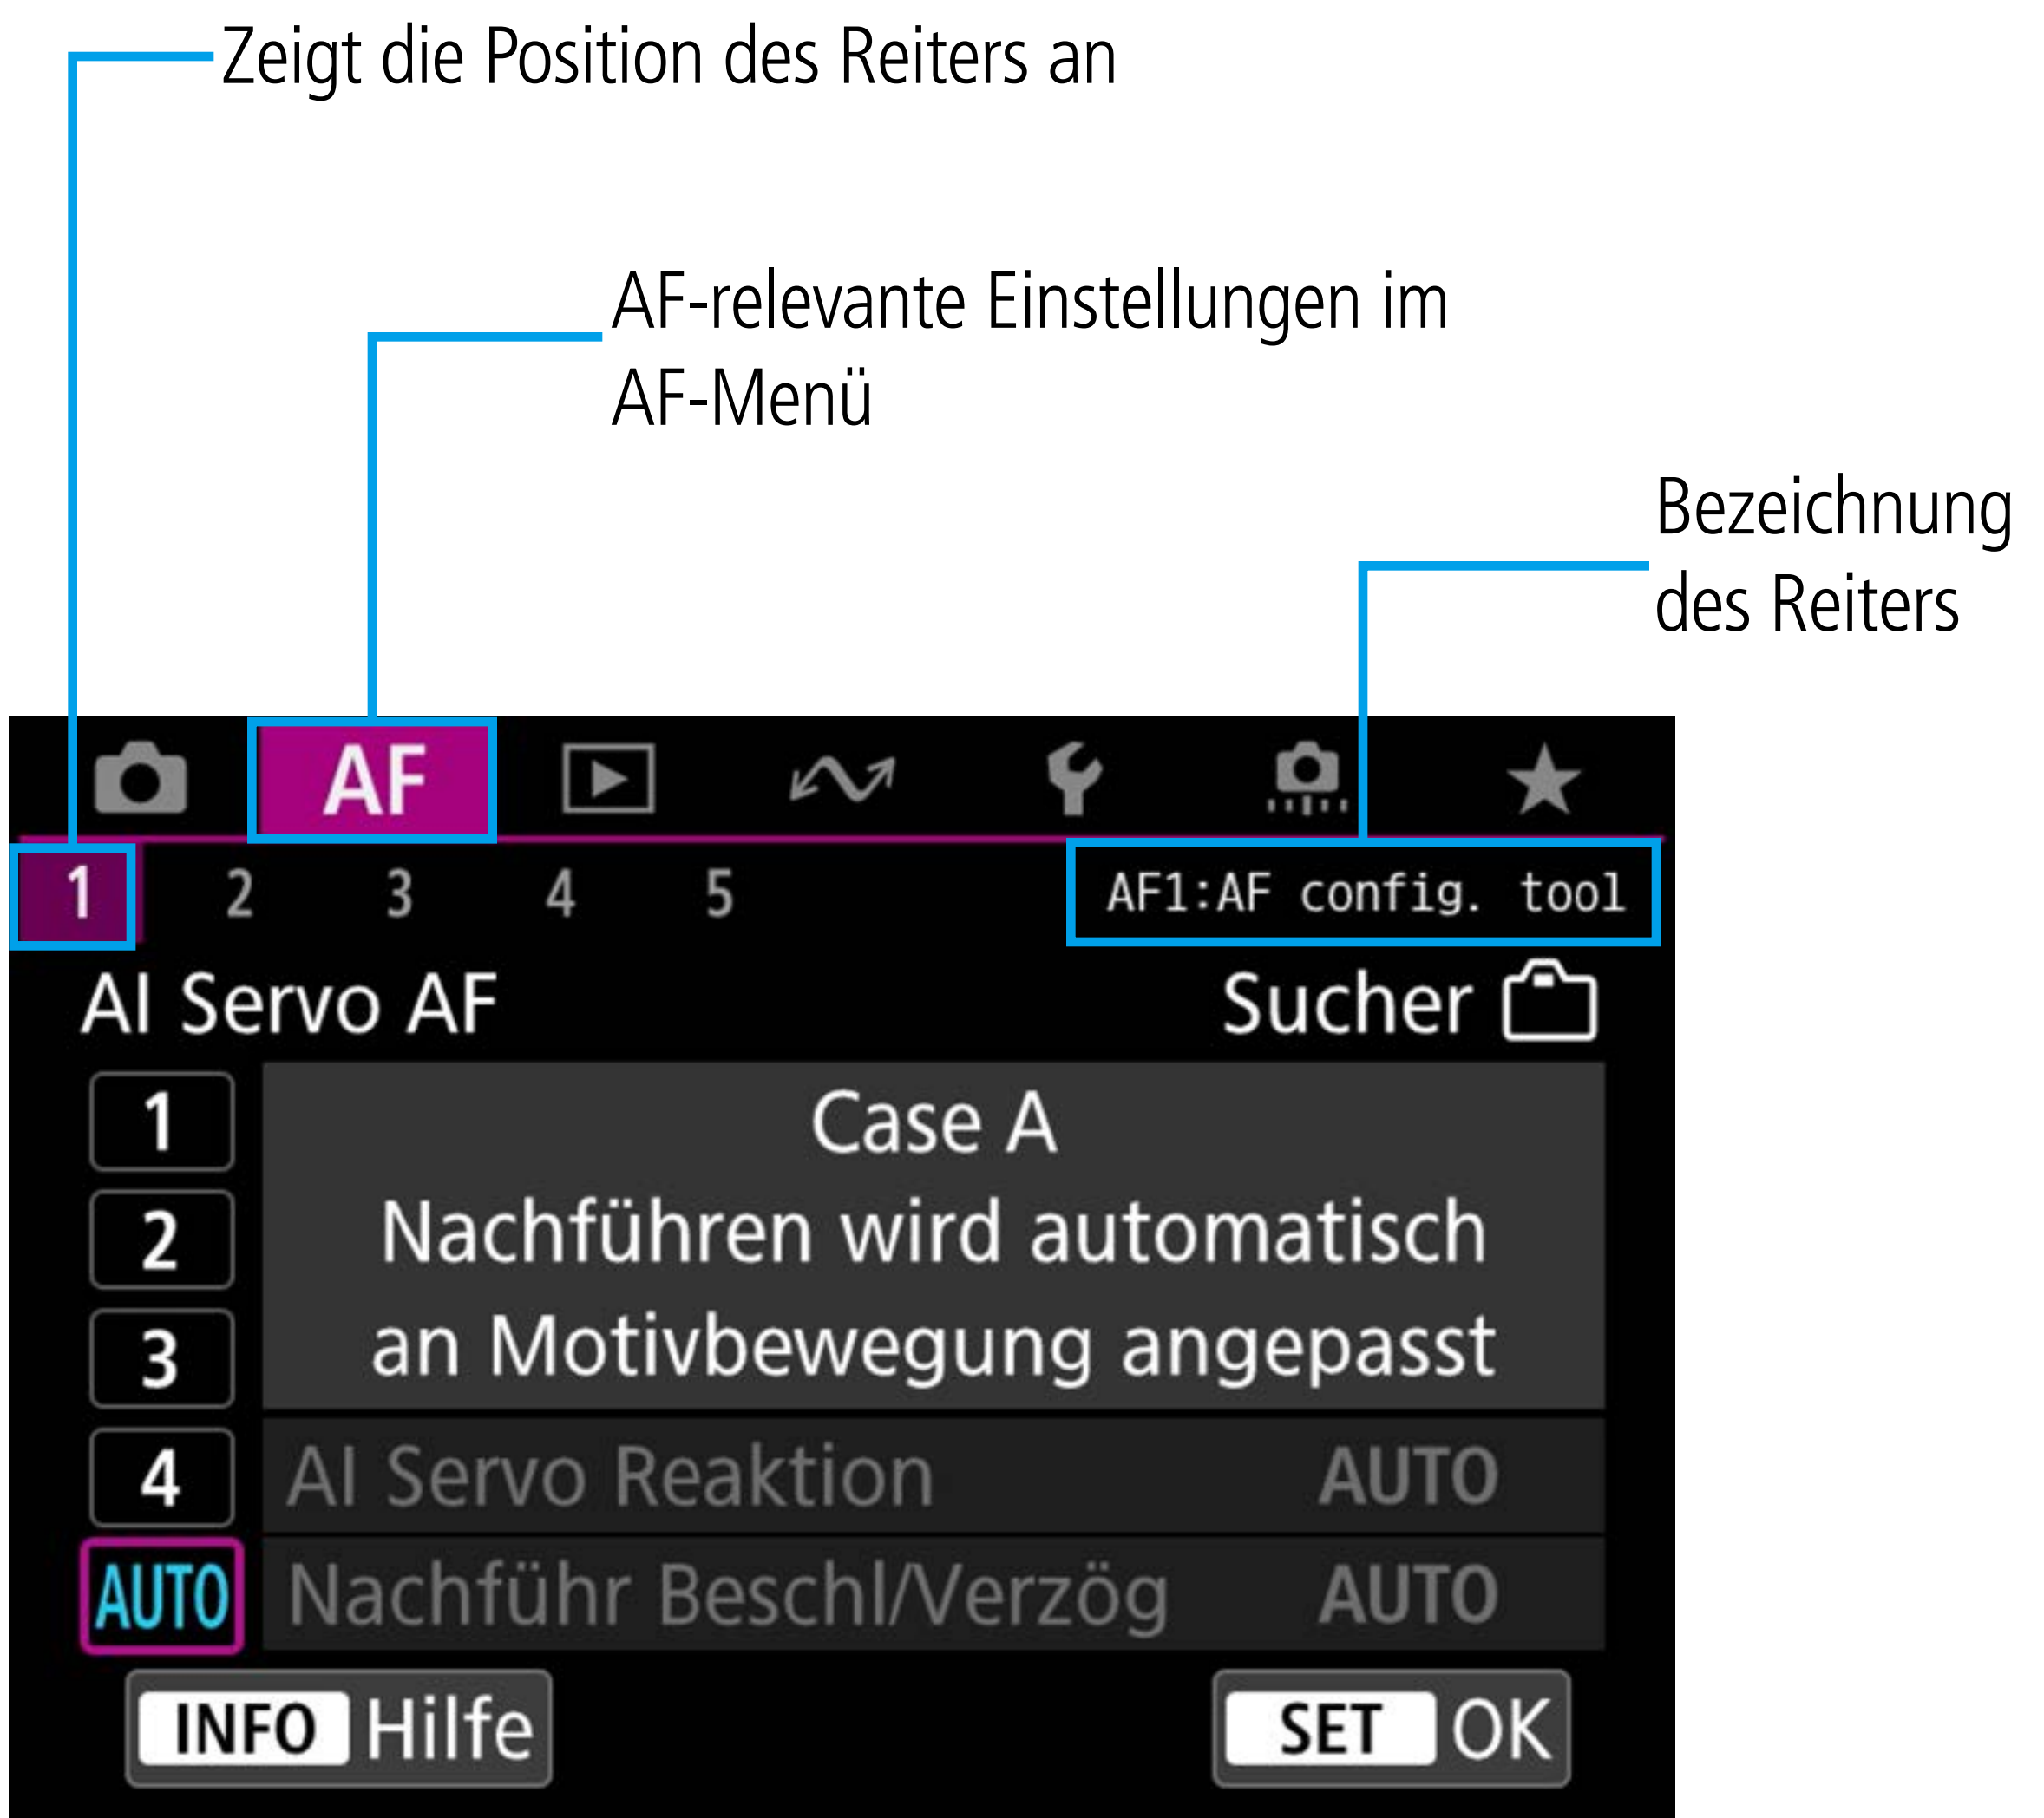 Zeigt die Position des Reiters an
AF-relevante Einstellungen im
AF-Menü
Bezeichnung
des Reiters
AF
1 2 3 4 5 AF1:AF config. tool
AI Servo AF Sucher
1 Case A
2 Nachführen wird automatisch
3 an Motivbewegung angepasst
4 AI Servo Reaktion AUTO
AUTO Nachführ Beschl/Verzög AUTO
INFO Hilfe SET OK